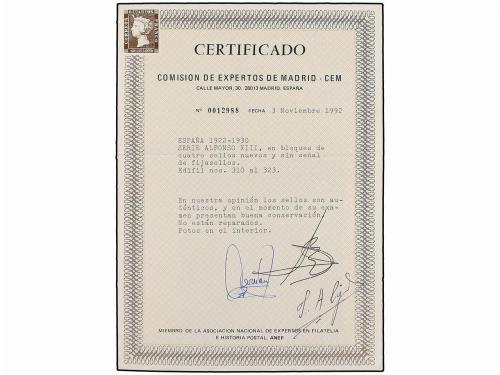 CERTIFICADO
COMISION DE EXPERTOS DE MADRID - CEM
CALLE MAYOR, 30. 28013 MADRID. ESPAÑA
Nº 0012988 FECHA 3 Noviembre 1992
ESPAÑA 1922-1930
SERIE ALFONSO XIII, en bloques de
cuatro sellos nuevos y sin señal
de fijasellos.
Edifil nos. 310 al 323.
En nuestra opinión los sellos son au-
ténticos, y en el momento de su exa-
men presentan buena conservación.
No están reparados.
Fotos en el interior.
MIEMBRO DE LA ASOCIACION NACIONAL DE EXPERTOS EN FILATELIA
E HISTORIA POSTAL. ANEF